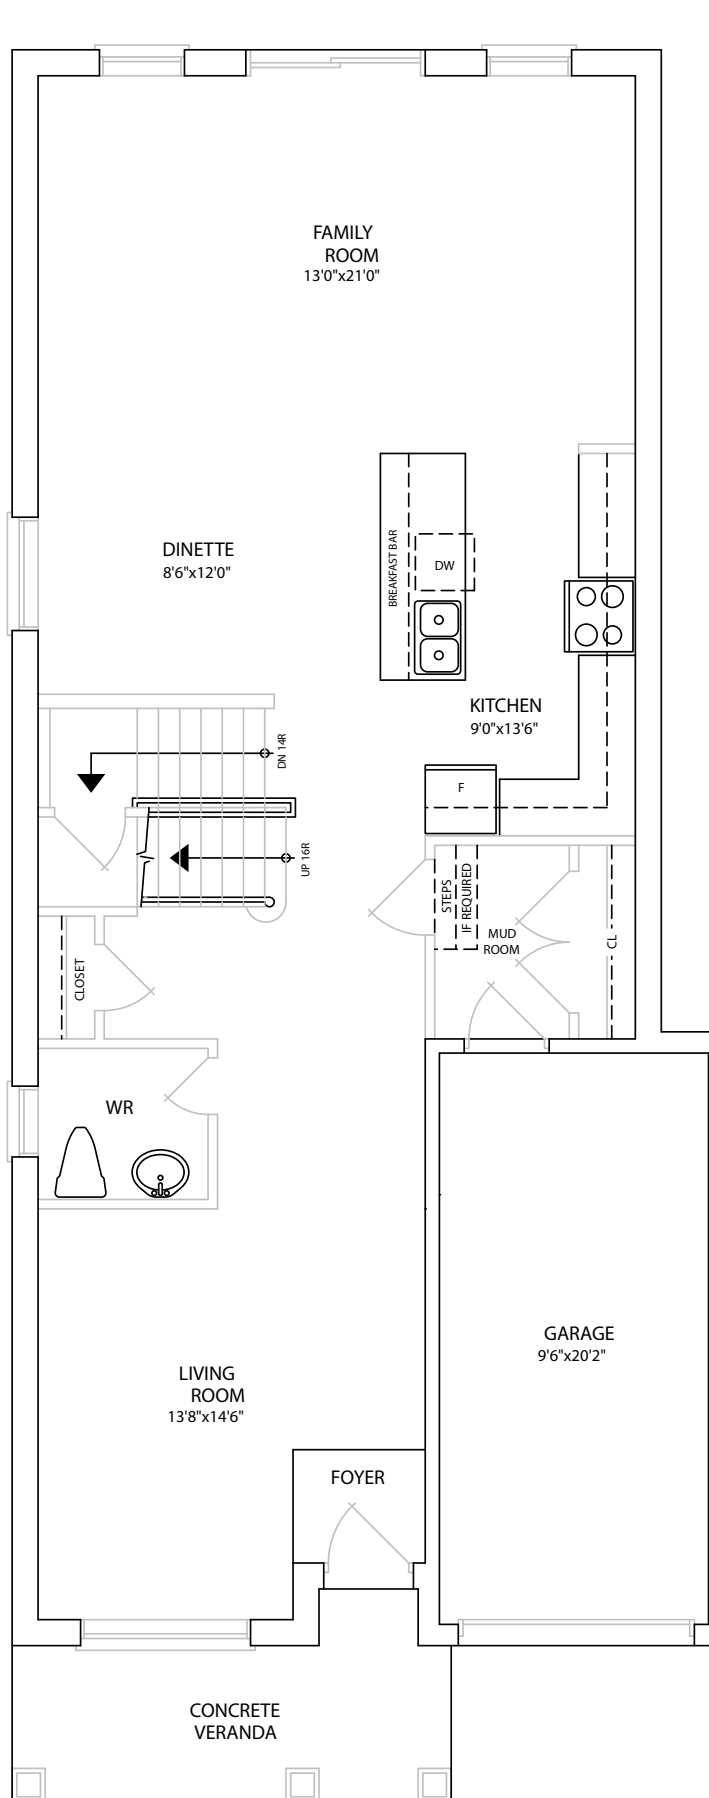 FAMILY
ROOM
13'0"x21'0"
DINETTE
8'6"x12'0"
BREAKFAST BAR
DW
KITCHEN
9'0"x13'6"
DN 14R
F
UP 16R
STEPS
IF REQUIRED
MUD
ROOM
CL
CLOSET
WR
GARAGE
9'6"x20'2"
LIVING
ROOM
13'8"x14'6"
FOYER
CONCRETE
VERANDA